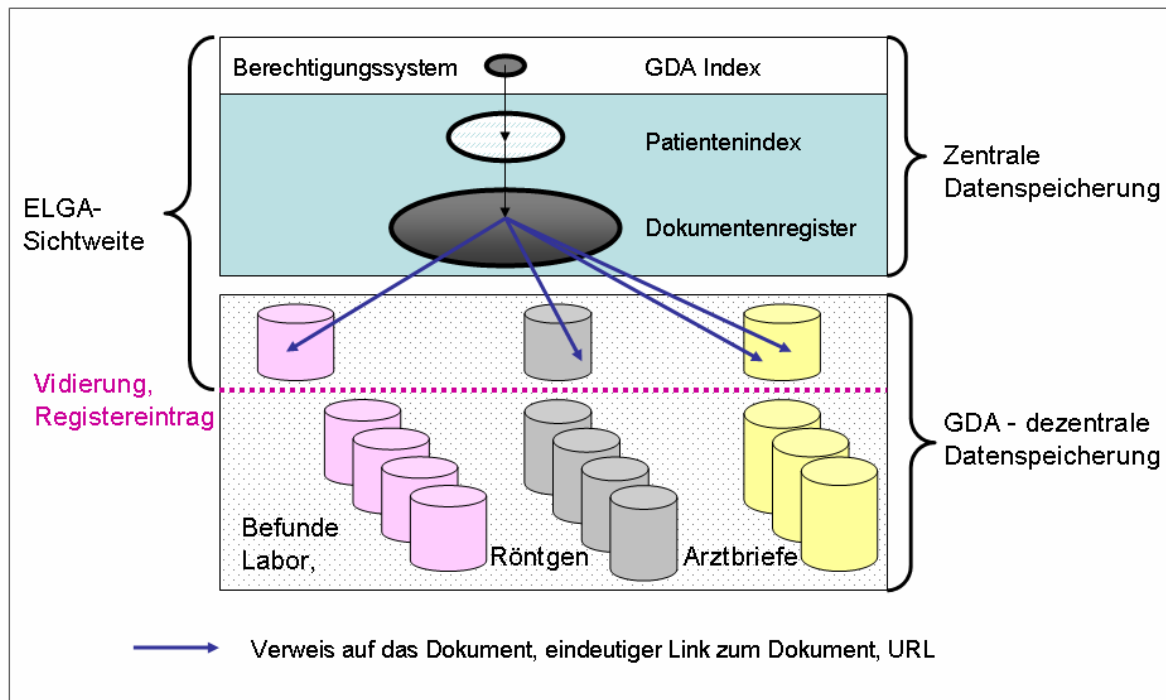 Berechtigungssystem
GDA Index
Patientenindex
Dokumentenregister
Zentrale
Datenspeicherung
ELGA-
Sichtweite
Vidierung,
Registereintrag
GDA - dezentrale
Datenspeicherung
Befunde
Labor,
Röntgen
Arztbriefe
Verweis auf das Dokument, eindeutiger Link zum Dokument, URL